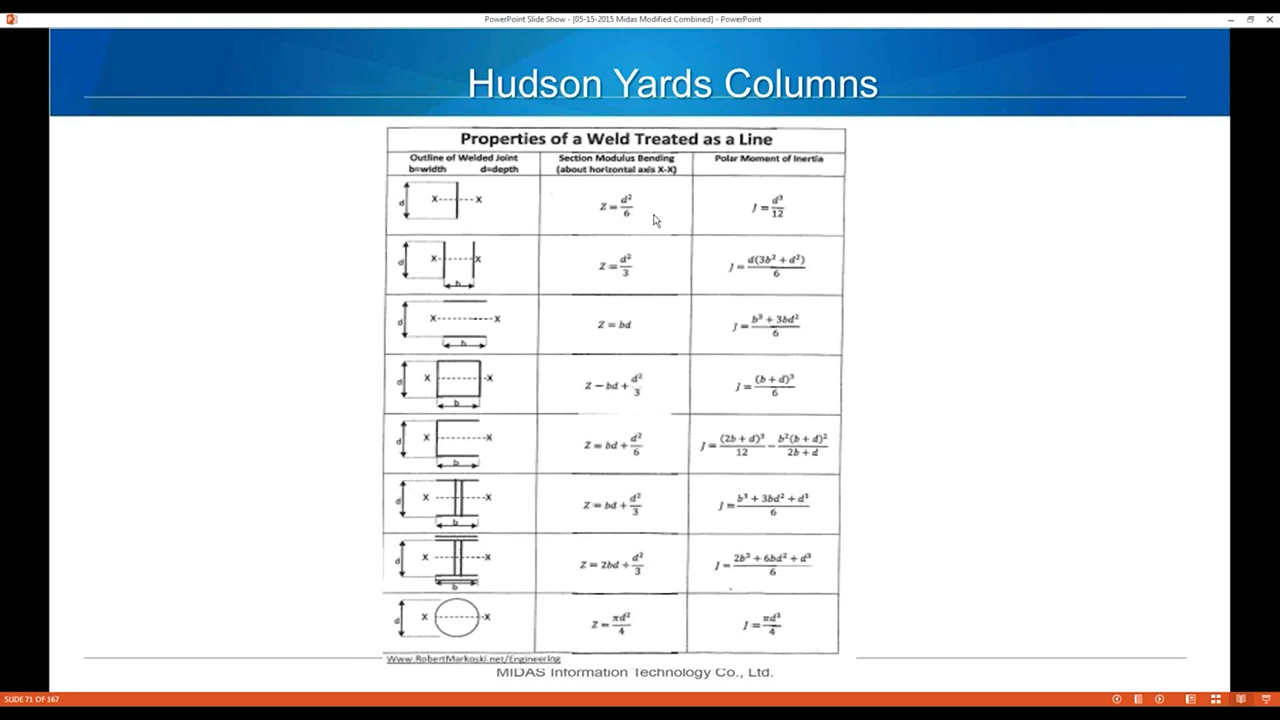 PowerPoint Slide Show - [05-15-2015 Midas Modified Combined] - PowerPoint
Hudson Yards Columns
Properties of a Weld Treated as a Line
Outline of Welded Joint
b=width d=depth
Section Modulus Bending
(about horizontal axis X-X)
Polar Moment of Inertia
d X X
Z = d²/6
J = d³/12
d X X b
Z = d²/3
J = d(3b² + d²)/6
d X X b
Z = bd
J = b³ + 3bd²/6
d X X b
Z − bd + d²/3
J = (b + d)³/6
d X X b
Z = bd + d²/6
J = (2b + d)³/12 − b²(b + d)²/2b + d
d X X b
Z = bd + d²/3
J = b³ + 3bd² + d³/6
d X X b
Z = 2bd + d²/3
J = 2b³ + 6bd² + d³/6
d X X
Z = πd²/4
J = πd³/4
Www.RobertMarkoski.net/Engineering
MIDAS Information Technology Co., Ltd.
SLIDE 71 OF 167